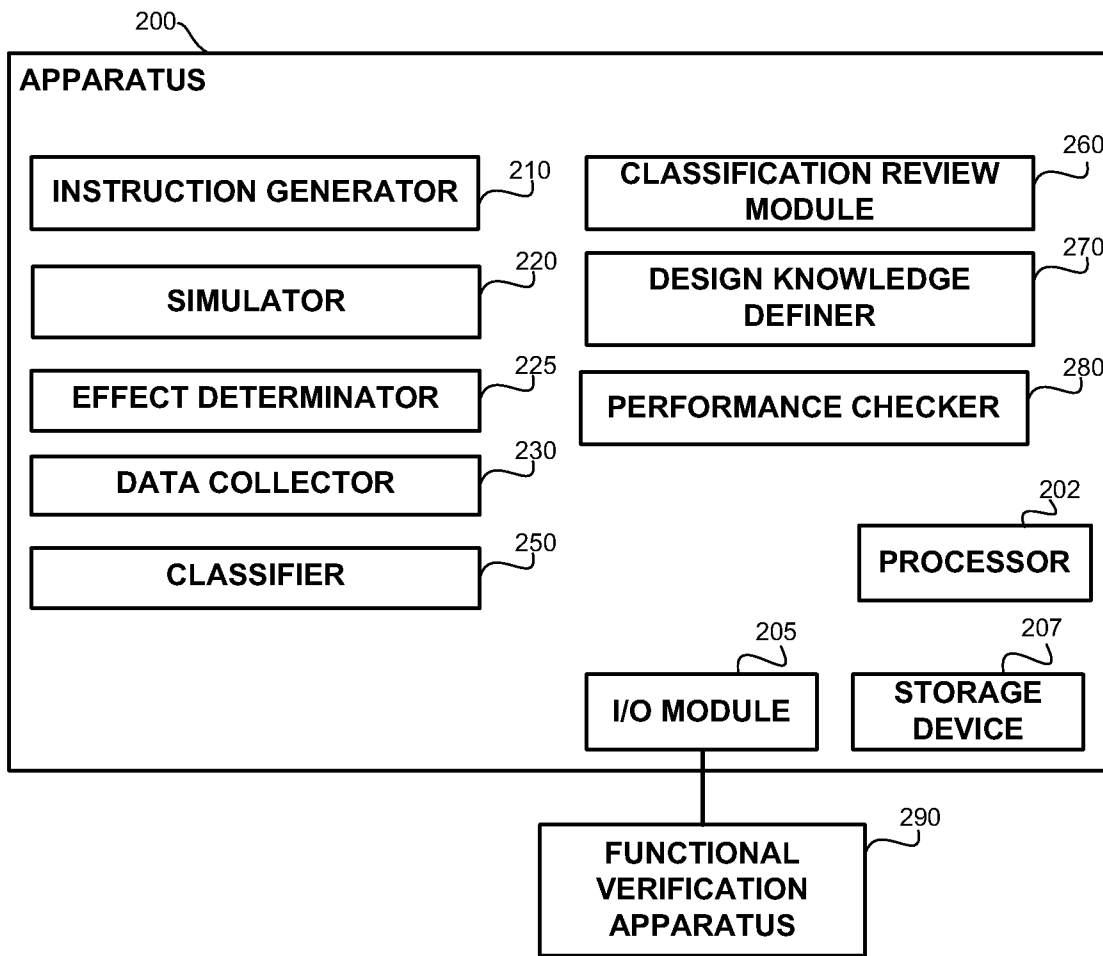 200
APPARATUS
INSTRUCTION GENERATOR
210
SIMULATOR
220
EFFECT DETERMINATOR
225
DATA COLLECTOR
230
CLASSIFIER
250
CLASSIFICATION REVIEW
MODULE
260
DESIGN KNOWLEDGE
DEFINER
270
PERFORMANCE CHECKER
280
202
PROCESSOR
205
I/O MODULE
207
STORAGE
DEVICE
290
FUNCTIONAL
VERIFICATION
APPARATUS